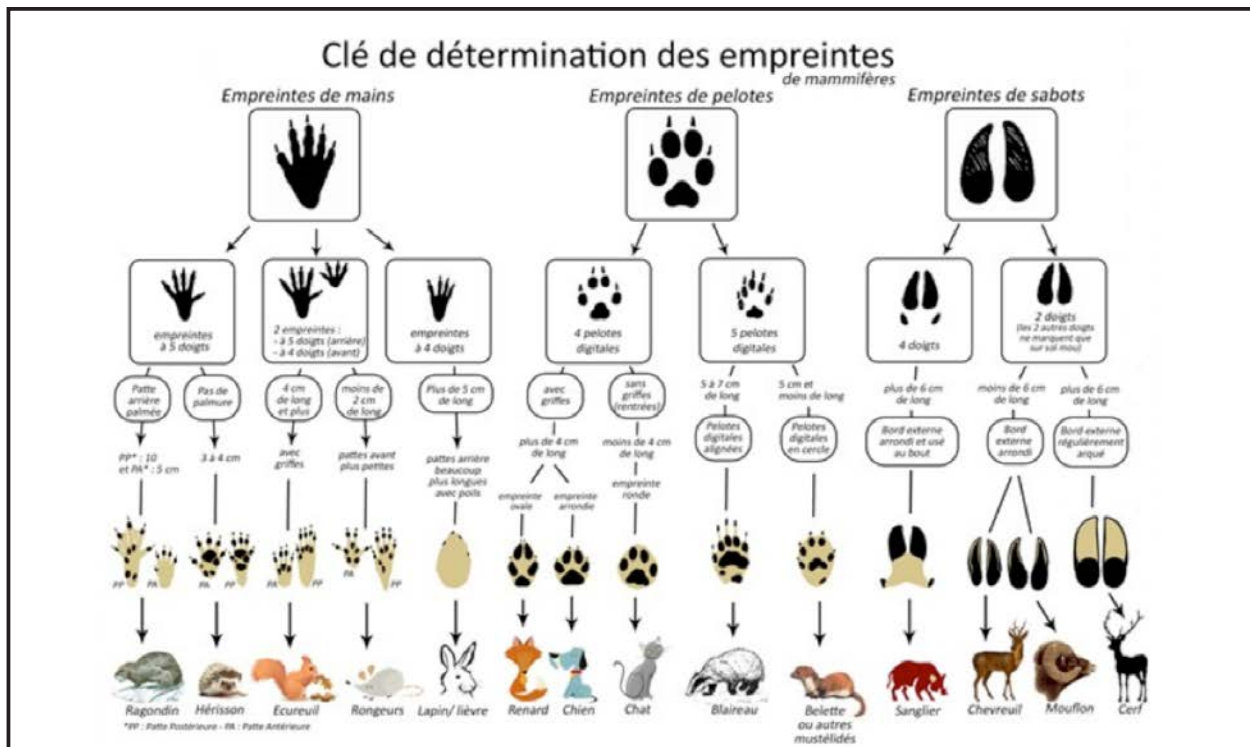 Clé de détermination des empreintes
de mammifères
Empreintes de mains
Empreintes de pelotes
Empreintes de sabots
empreintes
à 5 doigts
2 empreintes :
- à 5 doigts (arrière)
- à 4 doigts (avant)
empreintes
à 4 doigts
4 pelotes
digitales
5 pelotes
digitales
4 doigts
2 doigts
(les 2 autres doigts
ne marquent que
sur sol mou)
Patte
arrière
palmée
Pas de
palmure
4 cm
de long
et plus
moins de
2 cm
de long
Plus de 5 cm
de long
avec
griffes
sans
griffes
(rentrées)
5 à 7 cm
de long
5 cm et
moins de long
plus de 6 cm
de long
moins de 6 cm
de long
plus de 6 cm
de long
PP* : 10
et PA* : 5 cm
3 à 4 cm
avec
griffes
pattes avant
plus petites
pattes arrière
beaucoup
plus longues
avec poils
plus de 4 cm
de long
moins de 4 cm
de long
Pelotes
digitales
alignées
Pelotes
digitales
en cercle
Bord externe
arrondi et usé
au bout
Bord
externe
arrondi
Bord externe
régulièrement
arqué
empreinte
ovale
empreinte
arrondie
empreinte
ronde
PP
PA
PA
PP
PA
PP
PA
PP
Ragondin
Hérisson
Ecureuil
Rongeurs
Lapin/ lièvre
Renard
Chien
Chat
Blaireau
Belette
ou autres
mustélidés
Sanglier
Chevreuil
Mouflon
Cerf
*PP : Patte Postérieure - PA : Patte Antérieure